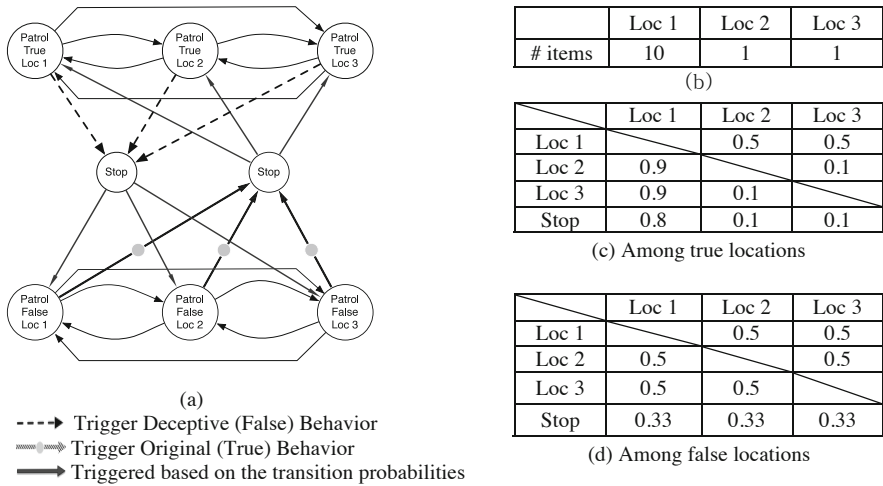 Patrol
True
Loc 1
Patrol
True
Loc 2
Patrol
True
Loc 3
Stop
Stop
Patrol
False
Loc 1
Patrol
False
Loc 2
Patrol
False
Loc 3
(a)
Trigger Deceptive (False) Behavior
Trigger Original (True) Behavior
Triggered based on the transition probabilities
Loc 1 Loc 2 Loc 3
# items 10 1 1
(b)
Loc 1 Loc 2 Loc 3
Loc 1 0.5 0.5
Loc 2 0.9 0.1
Loc 3 0.9 0.1
Stop 0.8 0.1 0.1
(c) Among true locations
Loc 1 Loc 2 Loc 3
Loc 1 0.5 0.5
Loc 2 0.5 0.5
Loc 3 0.5 0.5
Stop 0.33 0.33 0.33
(d) Among false locations